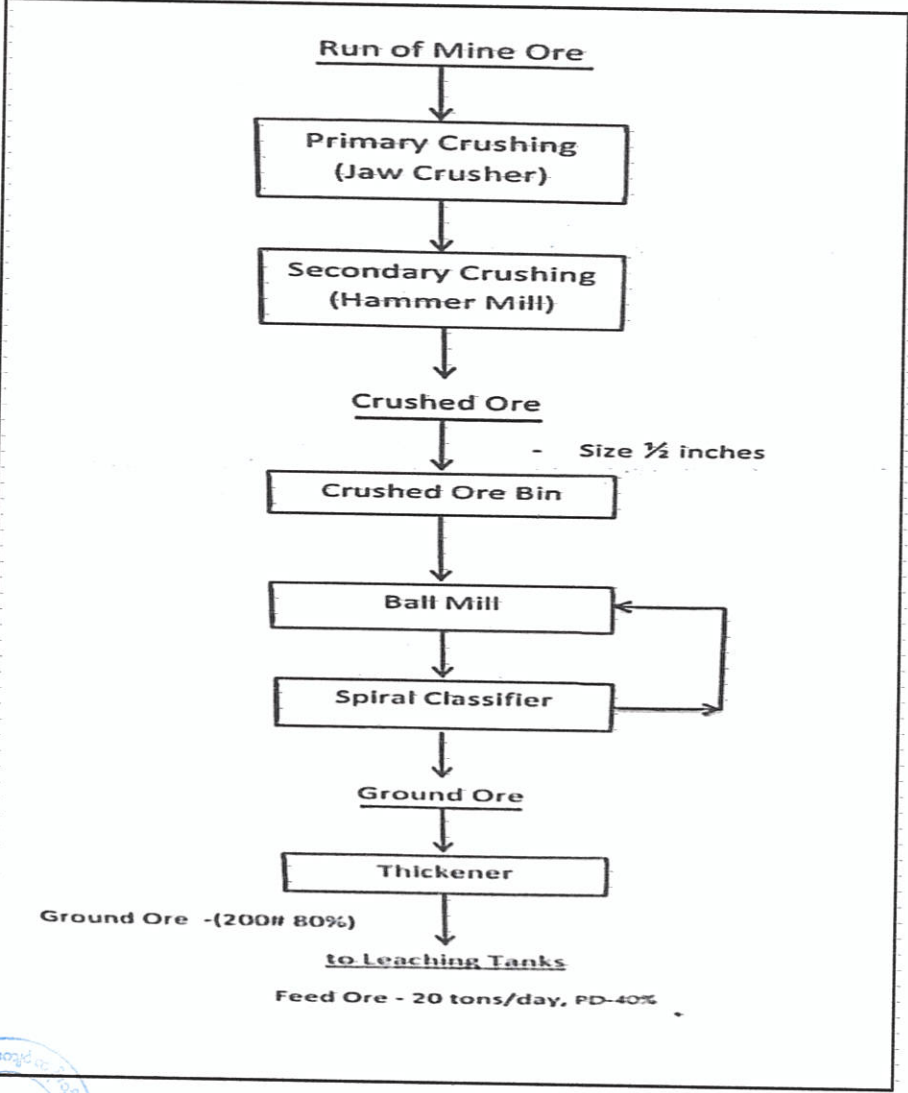 Run of Mine Ore
Primary Crushing
(Jaw Crusher)
Secondary Crushing
(Hammer Mill)
Crushed Ore
- Size ½ inches
Crushed Ore Bin
Ball Mill
Spiral Classifier
Ground Ore
Thickener
Ground Ore -(200# 80%)
to Leaching Tanks
Feed Ore - 20 tons/day, PD-40%